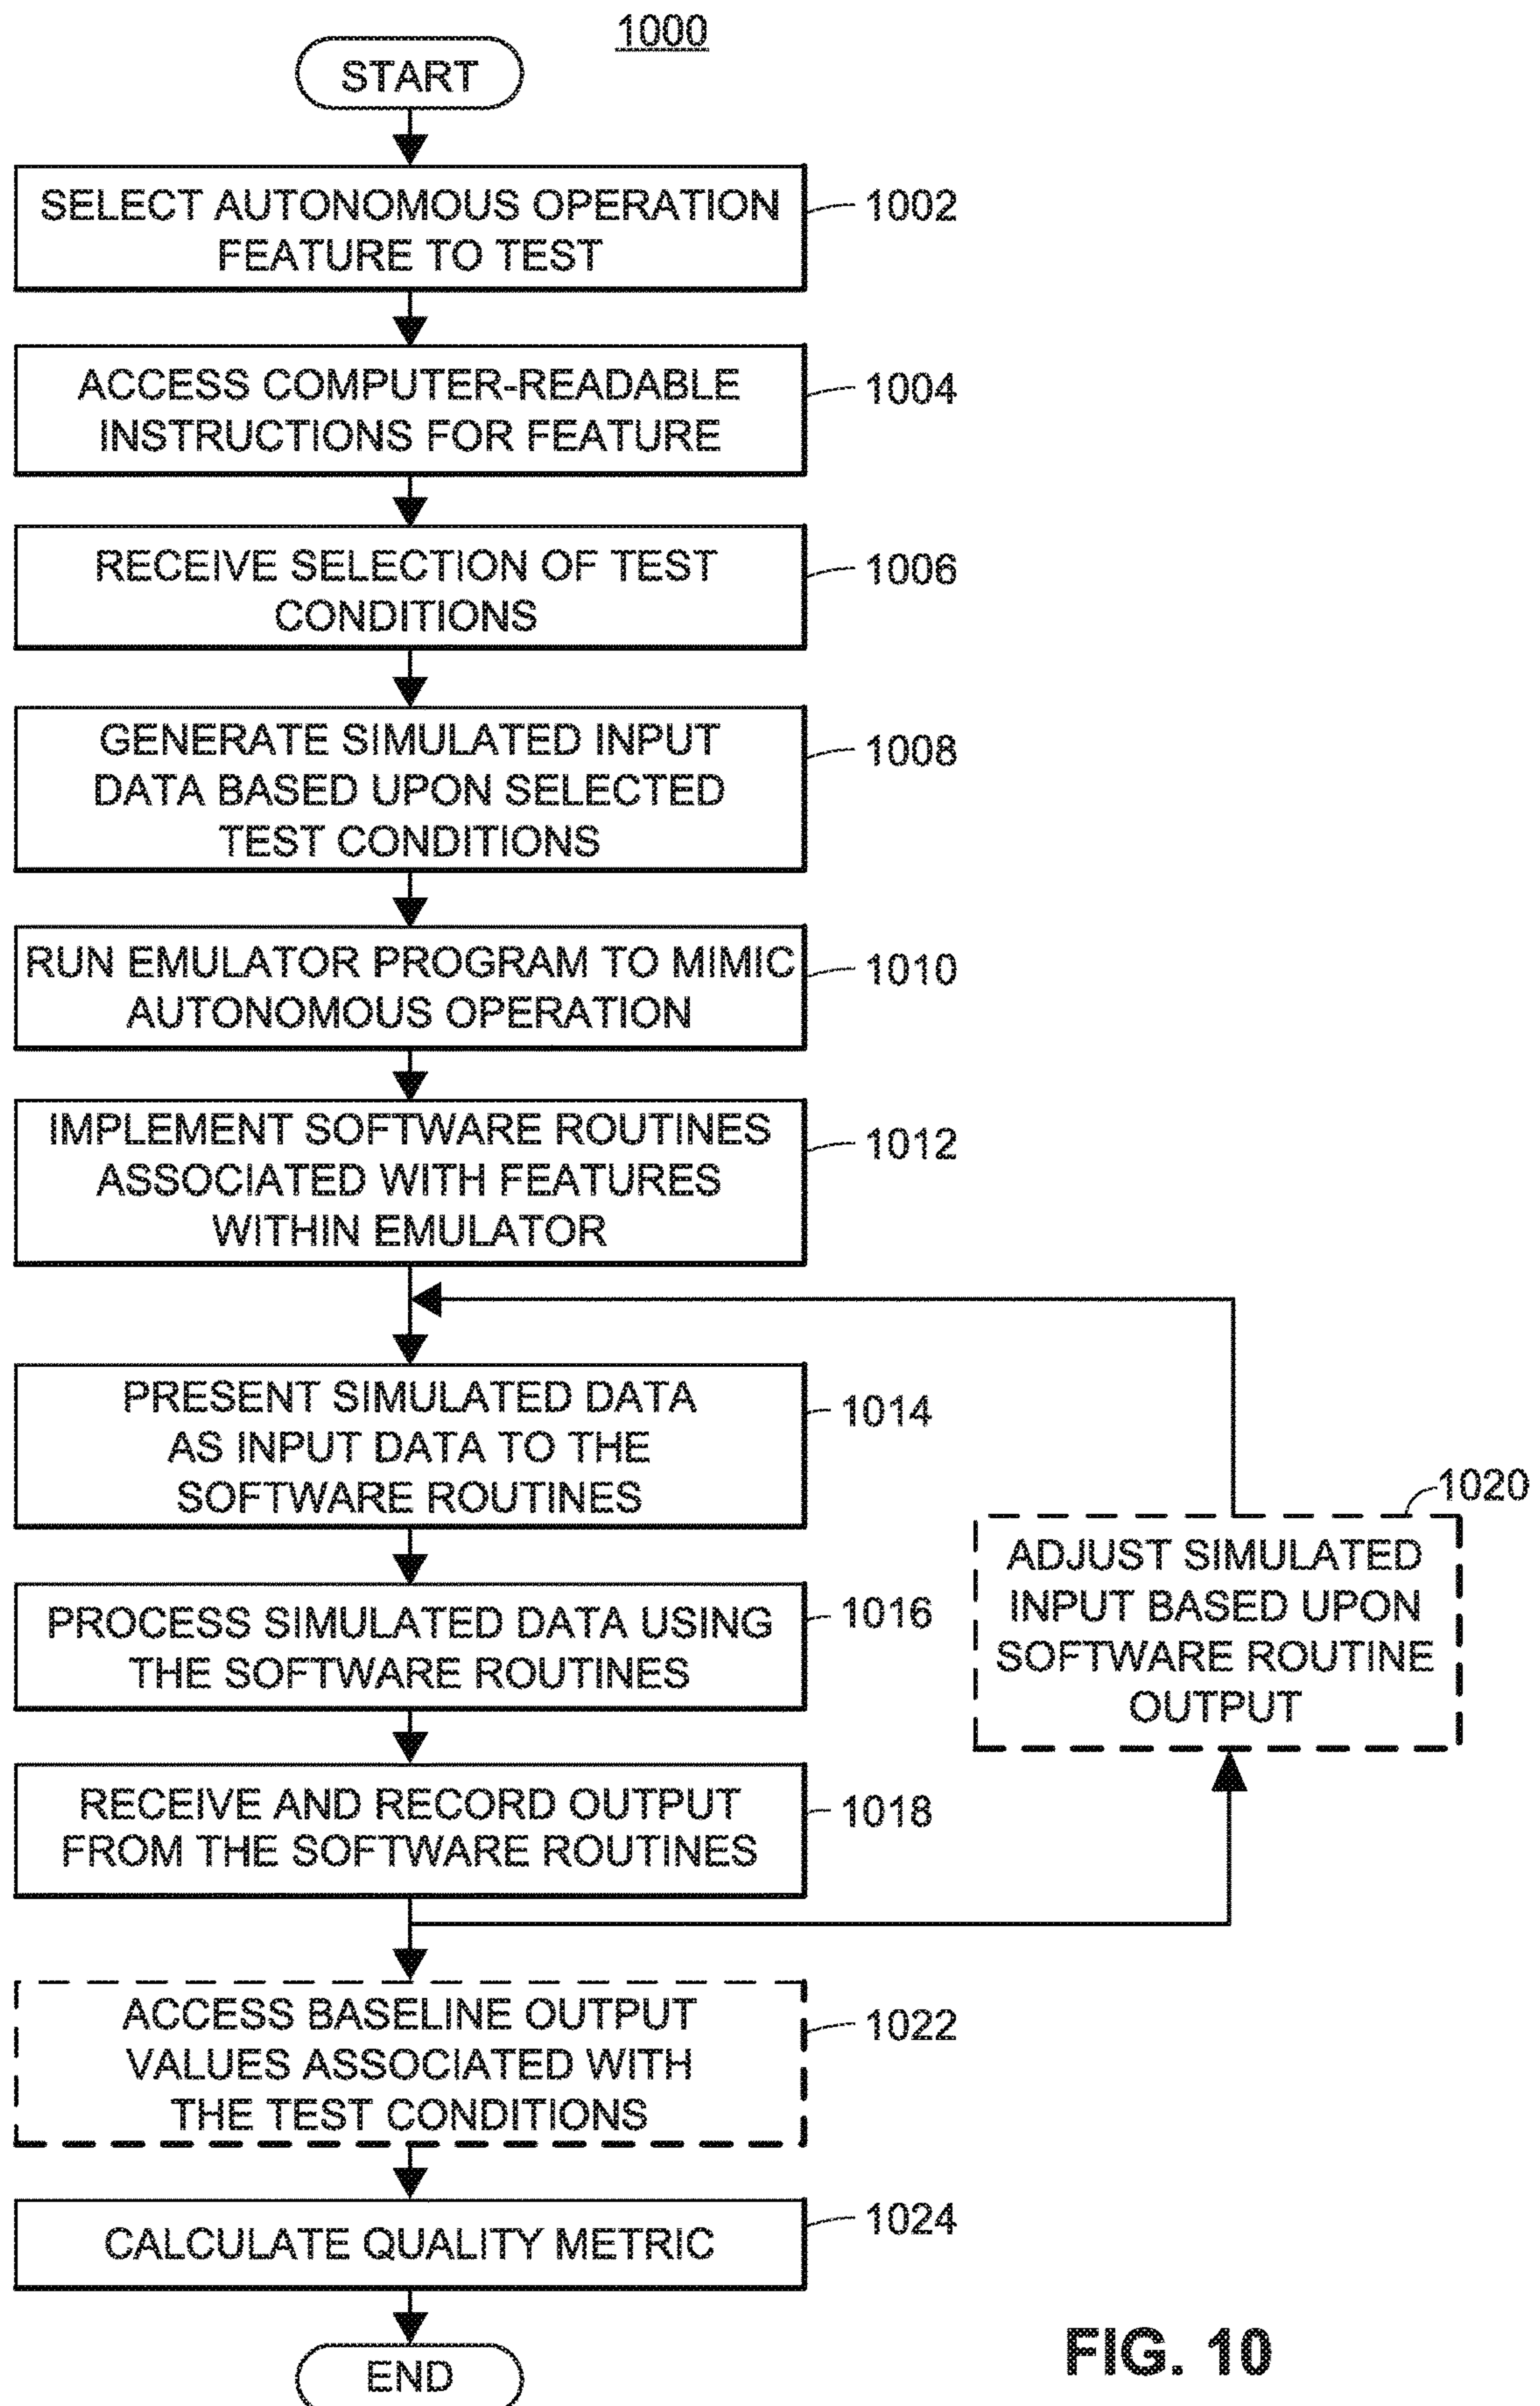 1000
START
SELECT AUTONOMOUS OPERATION
FEATURE TO TEST
1002
ACCESS COMPUTER-READABLE
INSTRUCTIONS FOR FEATURE
1004
RECEIVE SELECTION OF TEST
CONDITIONS
1006
GENERATE SIMULATED INPUT
DATA BASED UPON SELECTED
TEST CONDITIONS
1008
RUN EMULATOR PROGRAM TO MIMIC
AUTONOMOUS OPERATION
1010
IMPLEMENT SOFTWARE ROUTINES
ASSOCIATED WITH FEATURES
WITHIN EMULATOR
1012
PRESENT SIMULATED DATA
AS INPUT DATA TO THE
SOFTWARE ROUTINES
1014
PROCESS SIMULATED DATA USING
THE SOFTWARE ROUTINES
1016
RECEIVE AND RECORD OUTPUT
FROM THE SOFTWARE ROUTINES
1018
1020
ADJUST SIMULATED
INPUT BASED UPON
SOFTWARE ROUTINE
OUTPUT
ACCESS BASELINE OUTPUT
VALUES ASSOCIATED WITH
THE TEST CONDITIONS
1022
CALCULATE QUALITY METRIC
1024
END
FIG. 10